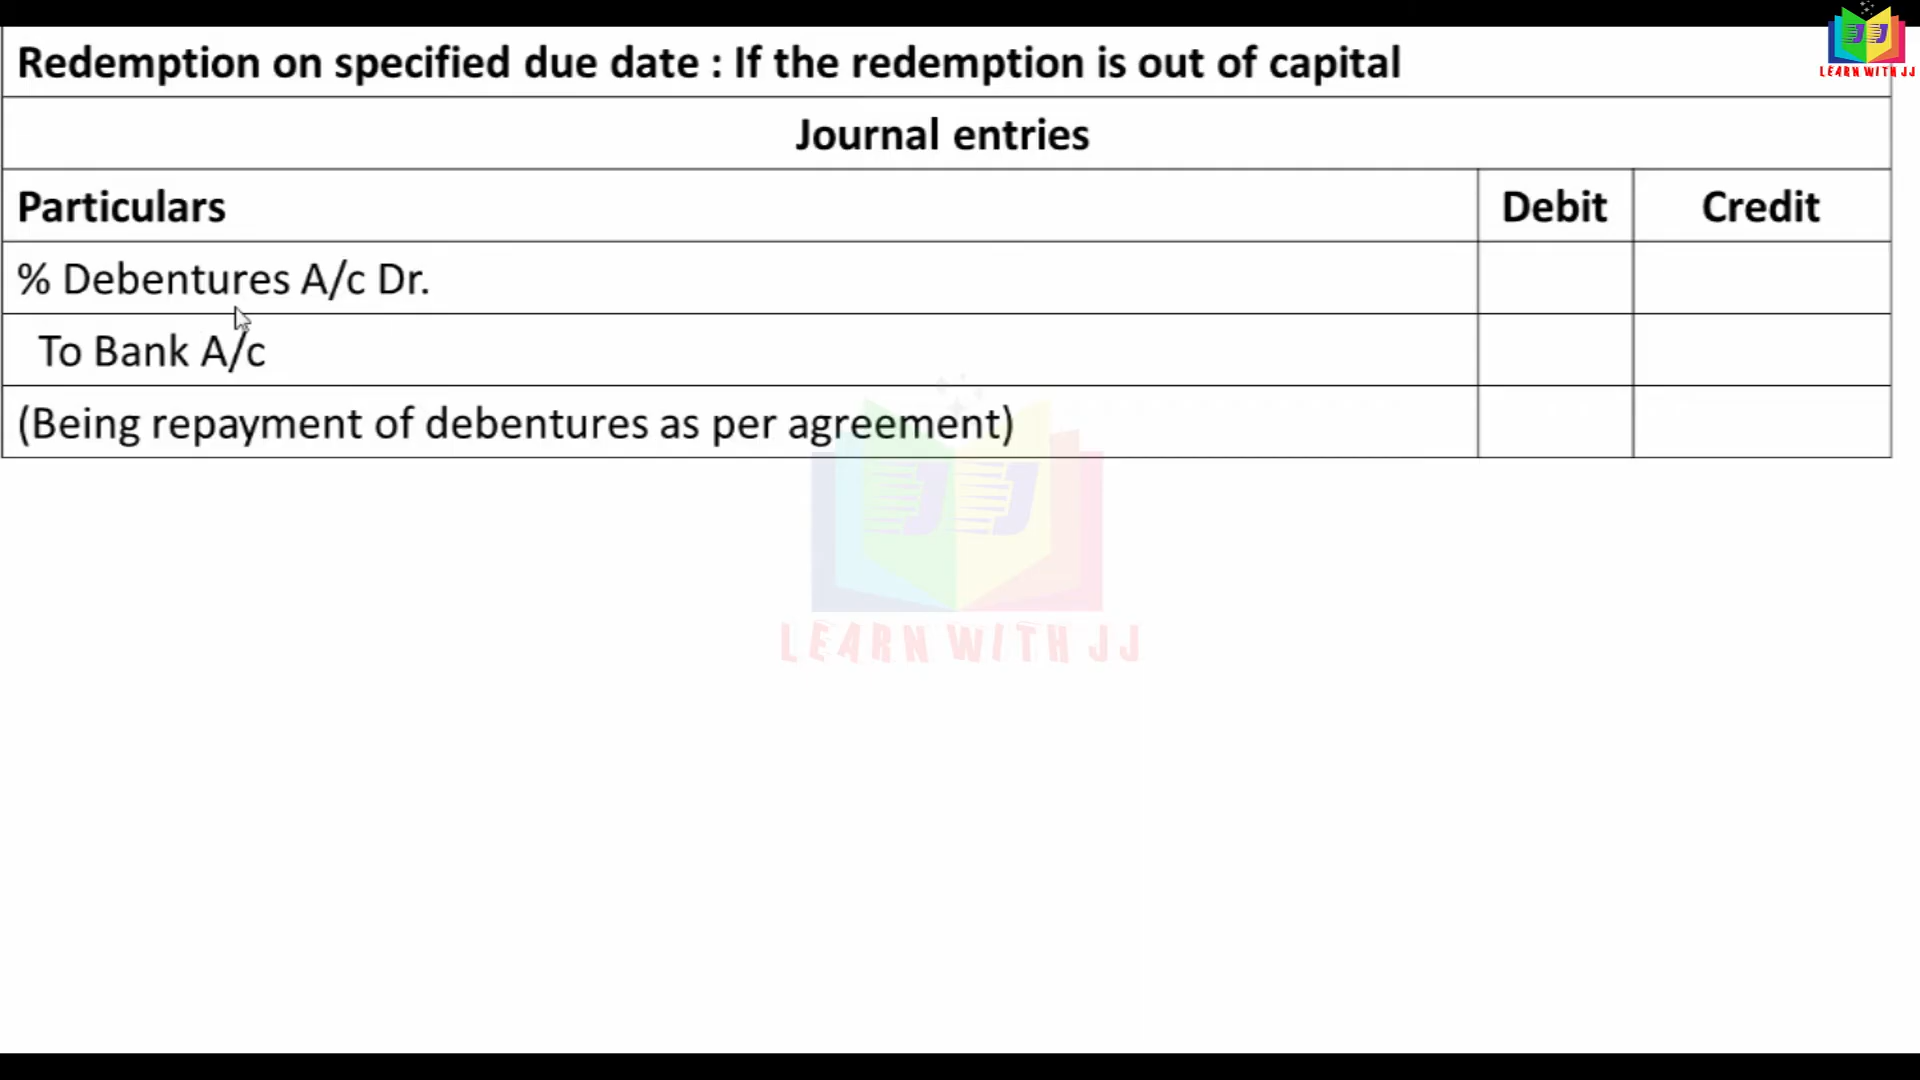 Redemption on specified due date : If the redemption is out of capital
LEARN WITH JJ
Journal entries
Particulars Debit Credit
% Debentures A/c Dr.
To Bank A/c
(Being repayment of debentures as per agreement)
JJ
LEARN WITH JJ